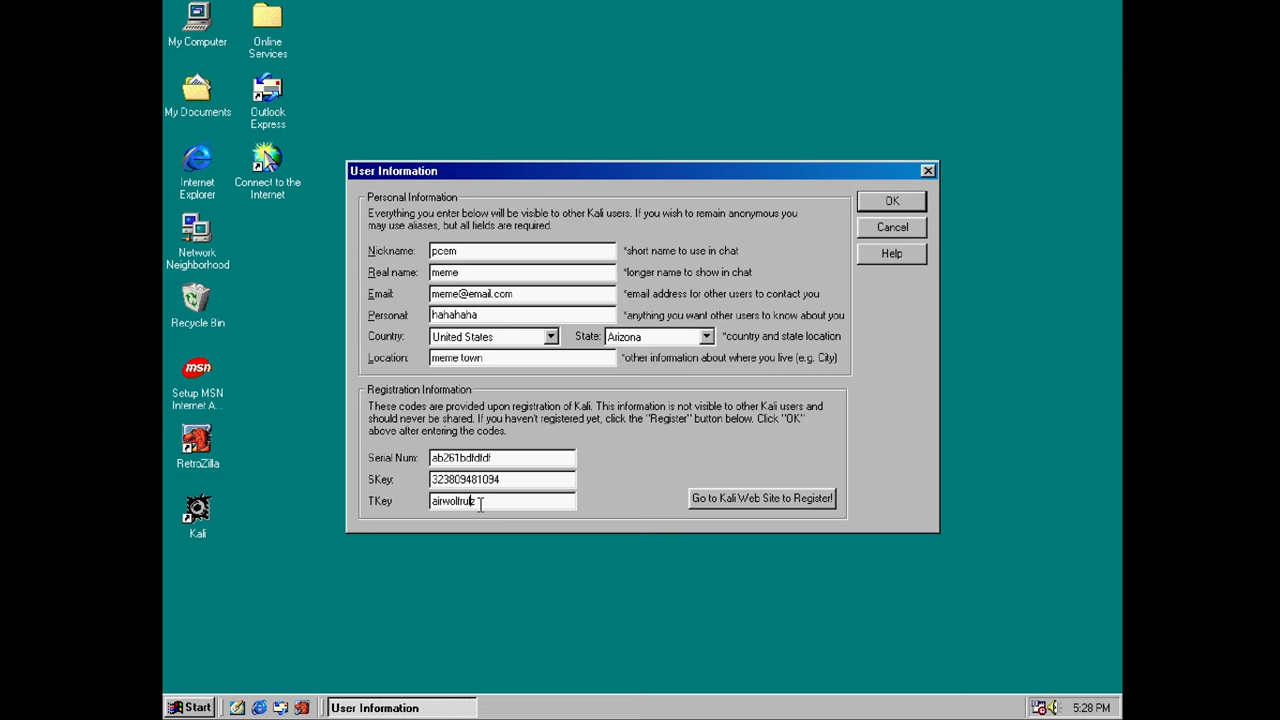 My Computer
Online
Services
My Documents
Outlook
Express
Internet
Explorer
Connect to the
Internet
Network
Neighborhood
Recycle Bin
msn
Setup MSN
Internet A...
RetroZilla
Kali
User Information
Personal Information
Everything you enter below will be visible to other Kali users. If you wish to remain anonymous you
may use aliases, but all fields are required.
Nickname: pcem *short name to use in chat
Real name: meme *longer name to show in chat
Email: meme@email.com *email address for other users to contact you
Personal: hahahaha *anything you want other users to know about you
Country: United States State: Arizona *country and state location
Location: meme town *other information about where you live (e.g. City)
OK
Cancel
Help
Registration Information
These codes are provided upon registration of Kali. This information is not visible to other Kali users and
should never be shared. If you haven't registered yet, click the "Register" button below. Click "OK"
above after entering the codes.
Serial Num: ab261bdfdfdf
SKey: 323809481094
TKey airwolfrulz
Go to Kali Web Site to Register!
Start
User Information
5:28 PM